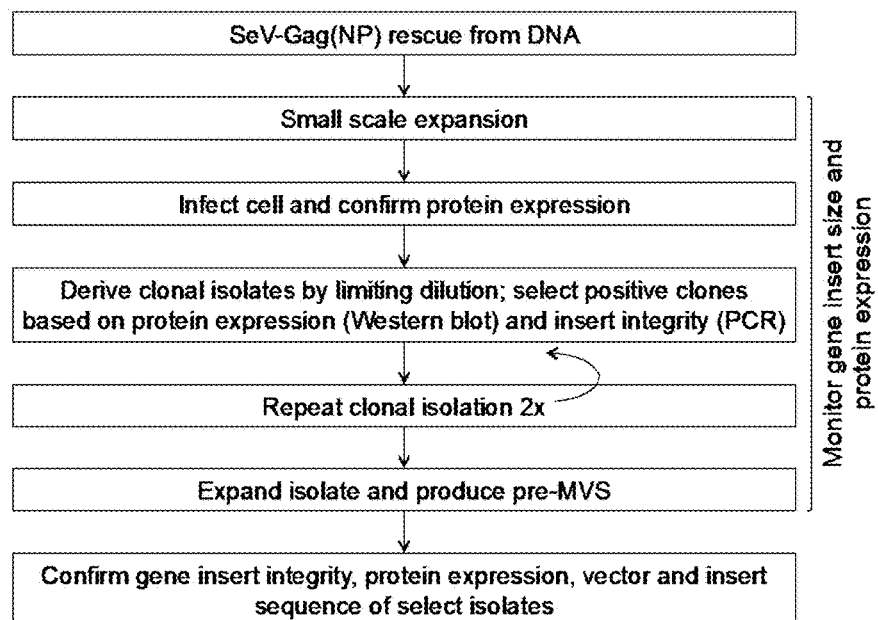 SeV-Gag(NP) rescue from DNA
Small scale expansion
Infect cell and confirm protein expression
Derive clonal isolates by limiting dilution; select positive clones
based on protein expression (Western blot) and insert integrity (PCR)
Repeat clonal isolation 2x
Expand isolate and produce pre-MVS
Confirm gene insert integrity, protein expression, vector and insert
sequence of select isolates
Monitor gene insert size and
protein expression